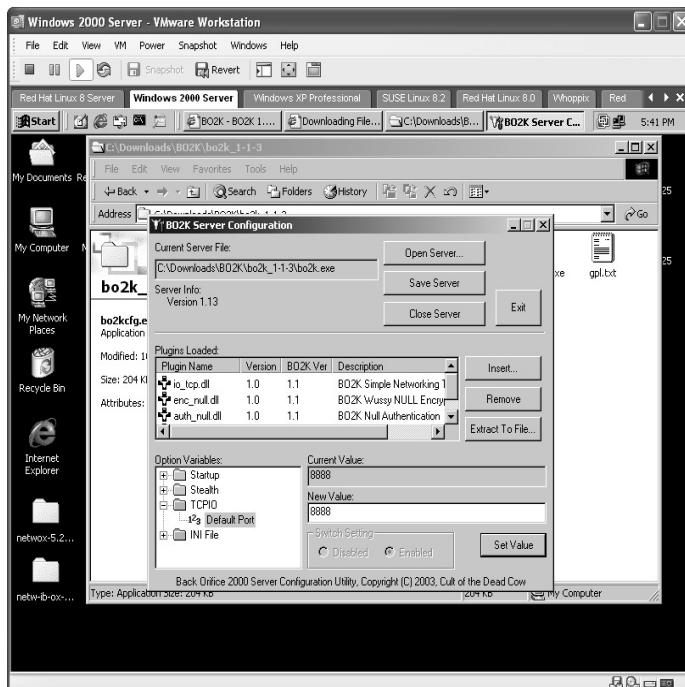 Windows 2000 Server - VMware Workstation
File Edit View VM Power Snapshot Windows Help
Snapshot Revert
Red Hat Linux 8 Server Windows 2000 Server Windows XP Professional SUSE Linux 8.2 Red Hat Linux 8.0 Whoppix Red
Start BO2K - BO2K 1.... Downloading File... C:\Downloads\B... BO2K Server C... 5:41 PM
C:\Downloads\BO2K\bo2k_1-1-3
File Edit View Favorites Tools Help
Back Search Folders History
Address Go
My Documents
My Computer
My Network Places
Recycle Bin
Internet Explorer
netwox-5.2...
netw-ib-ox-...
25
25
bo2k_
bo2kcfg.e
Application
Modified: 1
Size: 204 K
Attributes:
xe
gpl.txt
BO2K Server Configuration
Current Server File:
C:\Downloads\BO2K\bo2k_1-1-3\bo2k.exe
Server Info:
Version 1.13
Open Server...
Save Server
Close Server
Exit
Plugins Loaded:
Plugin Name Version BO2K Ver Description
io_tcp.dll 1.0 1.1 BO2K Simple Networking
enc_null.dll 1.0 1.1 BO2K Wussy NULL Encry
auth_null.dll 1.0 1.1 BO2K Null Authentication
Insert...
Remove
Extract To File...
Option Variables:
Startup
Stealth
TCPIO
Default Port
INI File
Current Value:
8888
New Value:
8888
Switch Setting
Disabled Enabled
Set Value
Back Orifice 2000 Server Configuration Utility, Copyright (C) 2003, Cult of the Dead Cow
Type: Application Size: 204 KB 204 KB My Computer